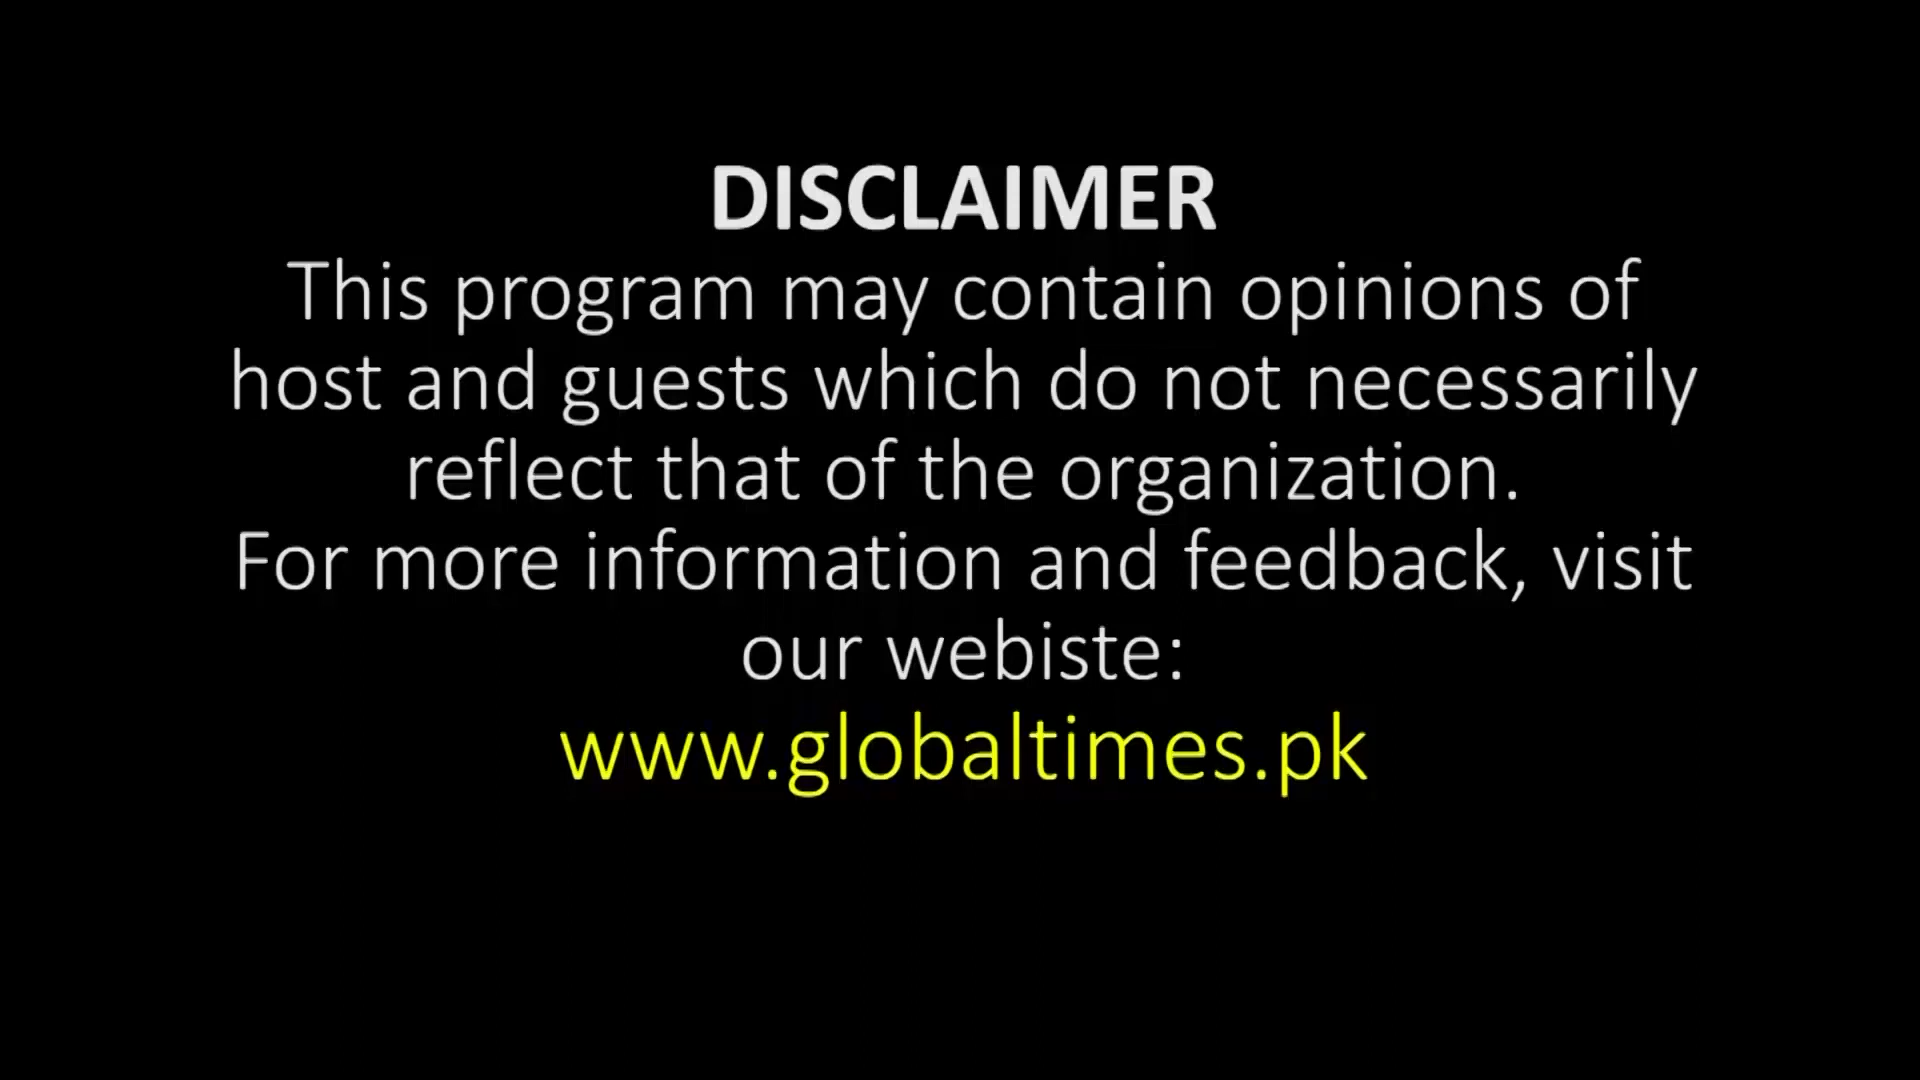 DISCLAIMER
This program may contain opinions of
host and guests which do not necessarily
reflect that of the organization.
For more information and feedback, visit
our webiste:
www.globaltimes.pk